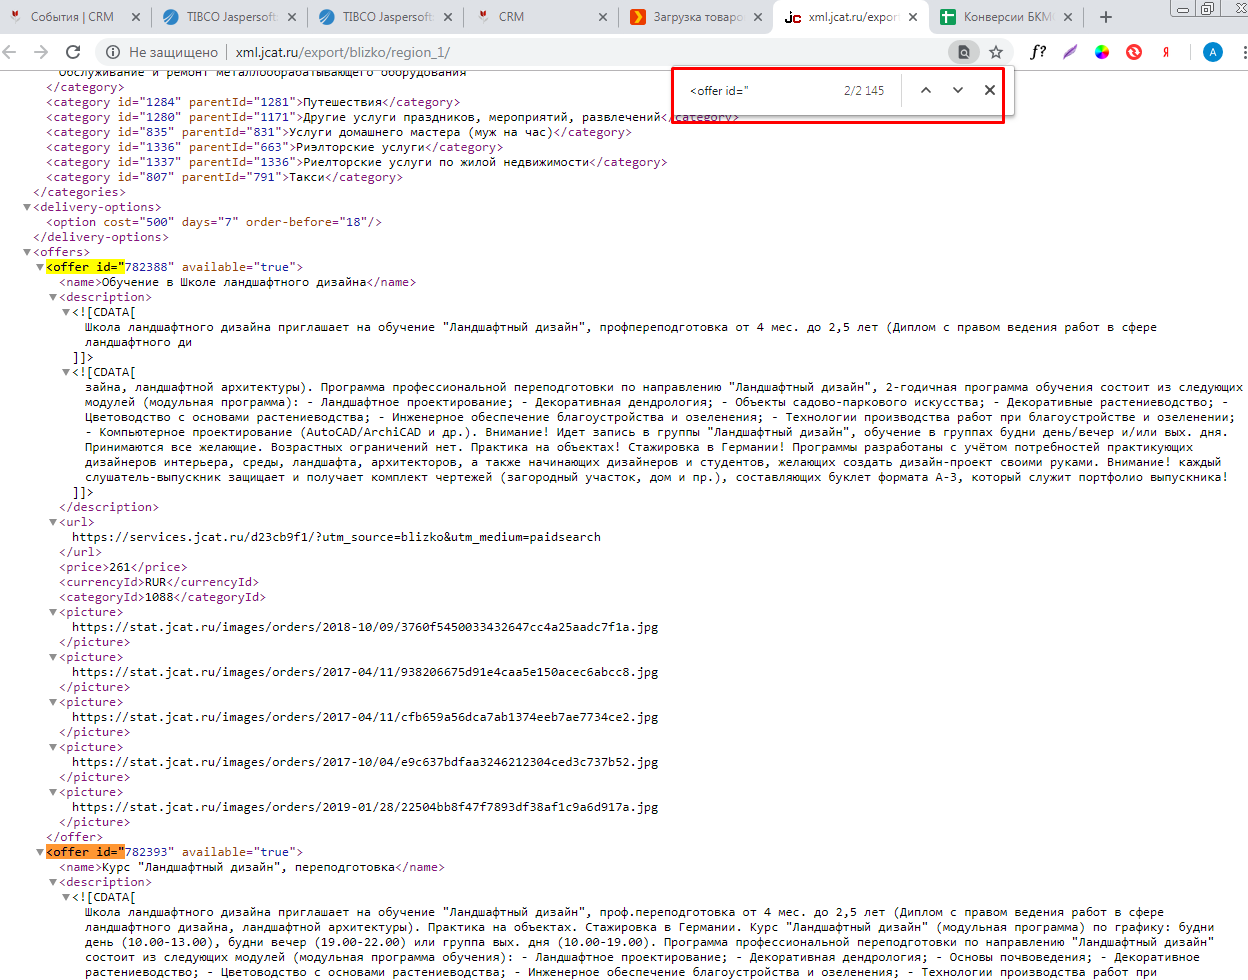 События | CRM
TIBCO Jaspersoft
TIBCO Jaspersoft
CRM
Загрузка товаро
xml.jcat.ru/expor
Конверсии БКМ
Не защищено | xml.jcat.ru/export/blizko/region_1/
f?
Я
A
<offer id="
2/2 145
Обслуживание и ремонт металлообрабатывающего оборудования
</category>
<category id="1284" parentId="1281">Путешествия</category>
<category id="1280" parentId="1171">Другие услуги праздников, мероприятий, развлечений</category>
<category id="835" parentId="831">Услуги домашнего мастера (муж на час)</category>
<category id="1336" parentId="663">Риэлторские услуги</category>
<category id="1337" parentId="1336">Риелторские услуги по жилой недвижимости</category>
<category id="807" parentId="791">Такси</category>
</categories>
<delivery-options>
<option cost="500" days="7" order-before="18"/>
</delivery-options>
<offers>
<offer id="782388" available="true">
<name>Обучение в Школе ландшафтного дизайна</name>
<description>
<![CDATA[
Школа ландшафтного дизайна приглашает на обучение "Ландшафтный дизайн", профпереподготовка от 4 мес. до 2,5 лет (Диплом с правом ведения работ в сфере
ландшафтного ди
]]>
<![CDATA[
зайна, ландшафтной архитектуры). Программа профессиональной переподготовки по направлению "Ландшафтный дизайн", 2-годичная программа обучения состоит из следующих
модулей (модульная программа): - Ландшафтное проектирование; - Декоративная дендрология; - Объекты садово-паркового искусства; - Декоративные растениеводство; -
Цветоводство с основами растениеводства; - Инженерное обеспечение благоустройства и озеленения; - Технологии производства работ при благоустройстве и озеленении;
- Компьютерное проектирование (AutoCAD/ArchiCAD и др.). Внимание! Идет запись в группы "Ландшафтный дизайн", обучение в группах будни день/вечер и/или вых. дня.
Принимаются все желающие. Возрастных ограничений нет. Практика на объектах! Стажировка в Германии! Программы разработаны с учётом потребностей практикующих
дизайнеров интерьера, среды, ландшафта, архитекторов, а также начинающих дизайнеров и студентов, желающих создать дизайн-проект своими руками. Внимание! каждый
слушатель-выпускник защищает и получает комплект чертежей (загородный участок, дом и пр.), составляющих буклет формата А-3, который служит портфолио выпускника!
]]>
</description>
<url>
https://services.jcat.ru/d23cb9f1/?utm_source=blizko&utm_medium=paidsearch
</url>
<price>261</price>
<currencyId>RUR</currencyId>
<categoryId>1088</categoryId>
<picture>
https://stat.jcat.ru/images/orders/2018-10/09/3760f5450033432647cc4a25aadc7f1a.jpg
</picture>
<picture>
https://stat.jcat.ru/images/orders/2017-04/11/938206675d91e4caa5e150acec6abcc8.jpg
</picture>
<picture>
https://stat.jcat.ru/images/orders/2017-04/11/cfb659a56dca7ab1374eeb7ae7734ce2.jpg
</picture>
<picture>
https://stat.jcat.ru/images/orders/2017-10/04/e9c637bdfaa3246212304ced3c737b52.jpg
</picture>
<picture>
https://stat.jcat.ru/images/orders/2019-01/28/22504bb8f47f7893df38af1c9a6d917a.jpg
</picture>
</offer>
<offer id="782393" available="true">
<name>Курс "Ландшафтный дизайн", переподготовка</name>
<description>
<![CDATA[
Школа ландшафтного дизайна приглашает на обучение "Ландшафтный дизайн", проф.переподготовка от 4 мес. до 2,5 лет (Диплом с правом ведения работ в сфере
ландшафтного дизайна, ландшафтной архитектуры). Практика на объектах. Стажировка в Германии. Курс "Ландшафтный дизайн" (модульная программа) по графику: будни
день (10.00-13.00), будни вечер (19.00-22.00) или группа вых. дня (10.00-19.00). Программа профессиональной переподготовки по направлению "Ландшафтный дизайн"
состоит из следующих модулей (модульная программа обучения): - Ландшафтное проектирование; - Декоративная дендрология; - Основы почвоведения; - Декоративное
растениеводство; - Цветоводство с основами растениеводства; - Инженерное обеспечение благоустройства и озеленения; - Технологии производства работ при